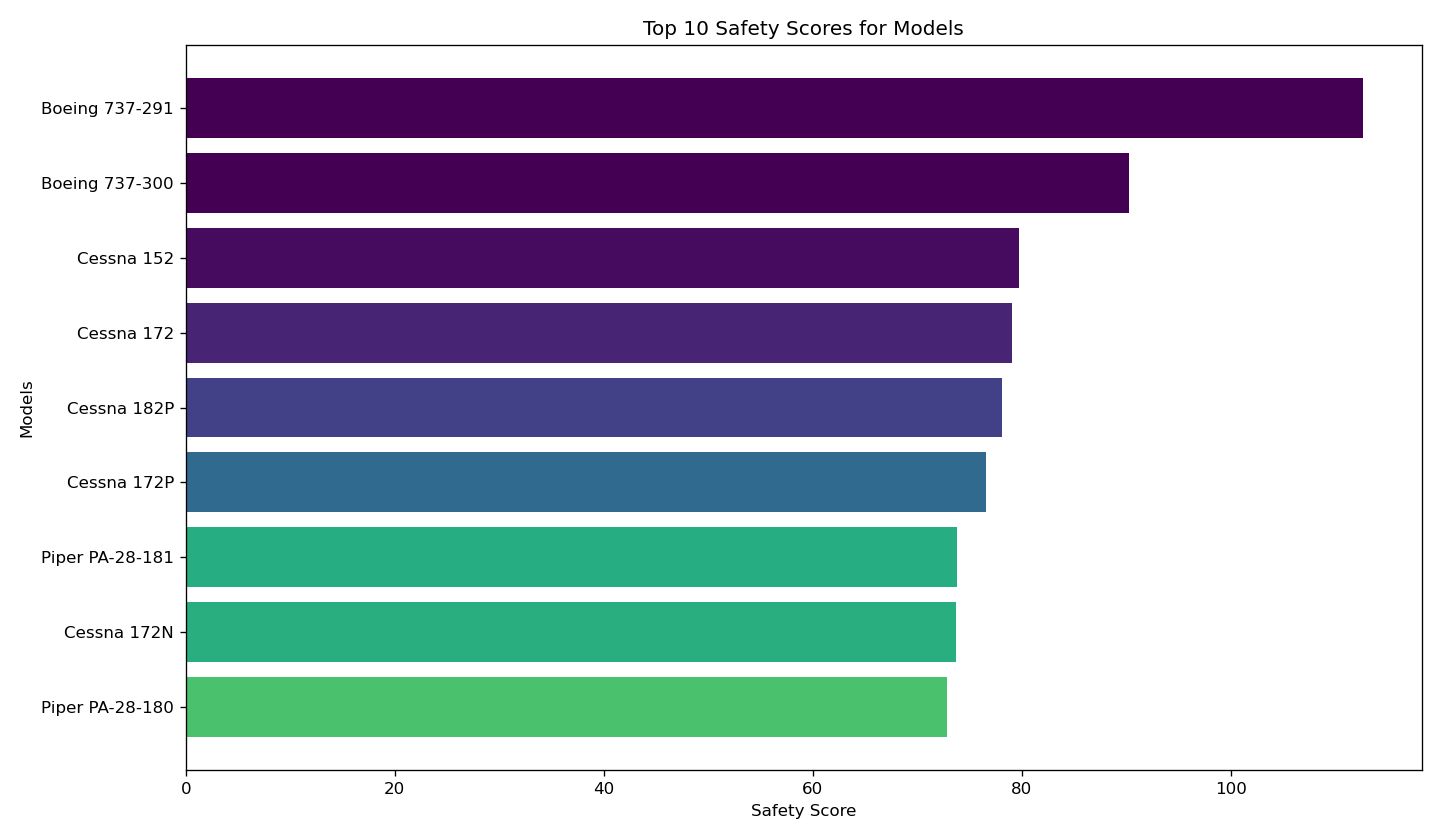 Top 10 Safety Scores for Models
Models
Boeing 737-291
Boeing 737-300
Cessna 152
Cessna 172
Cessna 182P
Cessna 172P
Piper PA-28-181
Cessna 172N
Piper PA-28-180
0 20 40 60 80 100
Safety Score